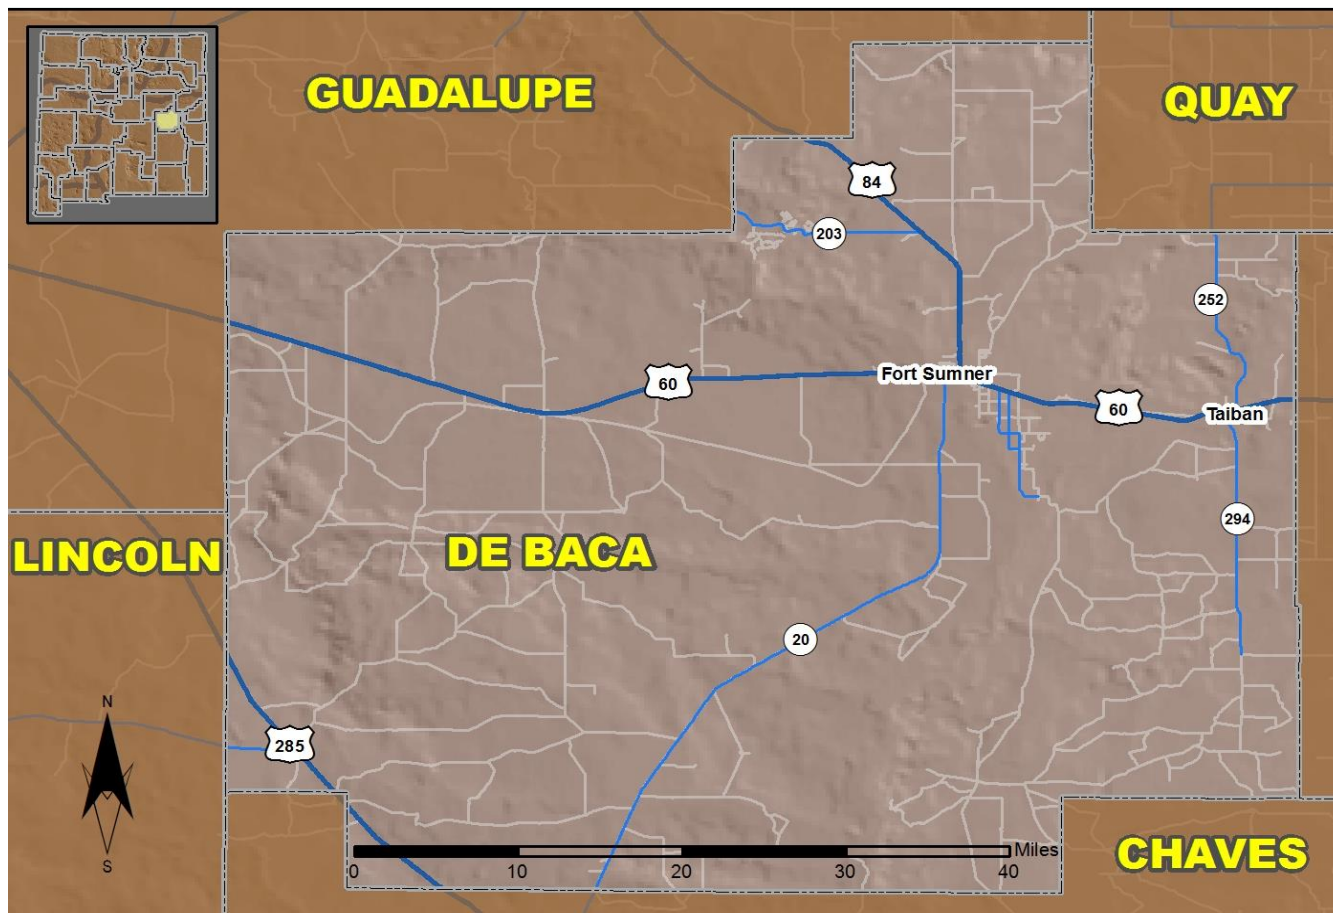 GUADALUPE
QUAY
84
203
252
60
Fort Sumner
60
Taiban
294
LINCOLN
DE BACA
20
N
285
S
Miles
0 10 20 30 40
CHAVES